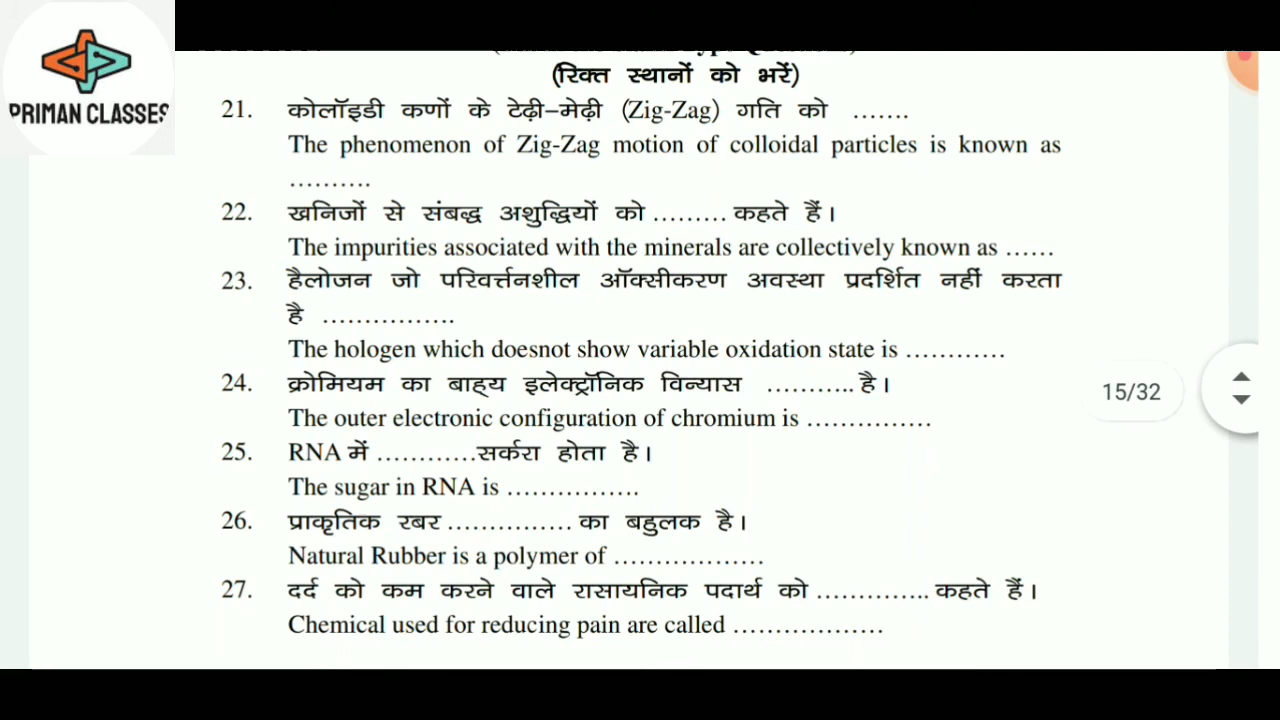 PRIMAN CLASSES
(रिक्त स्थानों को भरें)
21. कोलॉइडी कणों के टेढ़ी–मेढ़ी (Zig-Zag) गति को .......
The phenomenon of Zig-Zag motion of colloidal particles is known as
..........
22. खनिजों से संबद्ध अशुद्धियों को ......... कहते हैं।
The impurities associated with the minerals are collectively known as ......
23. हैलोजन जो परिवर्त्तनशील ऑक्सीकरण अवस्था प्रदर्शित नहीं करता
है ................
The hologen which doesnot show variable oxidation state is ............
24. क्रोमियम का बाह्य इलेक्ट्रॉनिक विन्यास ........... है।
The outer electronic configuration of chromium is ...............
15/32
25. RNA में ............सर्करा होता है।
The sugar in RNA is ................
26. प्राकृतिक रबर ............... का बहुलक है।
Natural Rubber is a polymer of ..................
27. दर्द को कम करने वाले रासायनिक पदार्थ को .............. कहते हैं।
Chemical used for reducing pain are called ..................